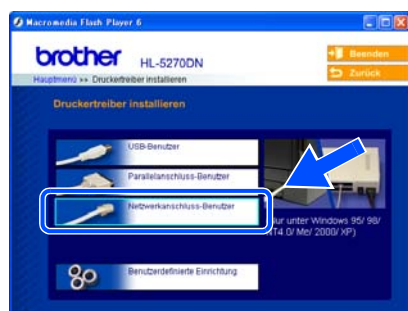 Macromedia Flash Player 6
brother
HL-5270DN
Beenden
Zurück
Hauptmenü >> Druckertreiber installieren
Druckertreiber installieren
USB-Benutzer
Parallelanschluss-Benutzer
Netzwerkanschluss-Benutzer
ur unter Windows 95/ 98/
NT4.0/ Me/ 2000/ XP)
Benutzerdefinierte Einrichtung